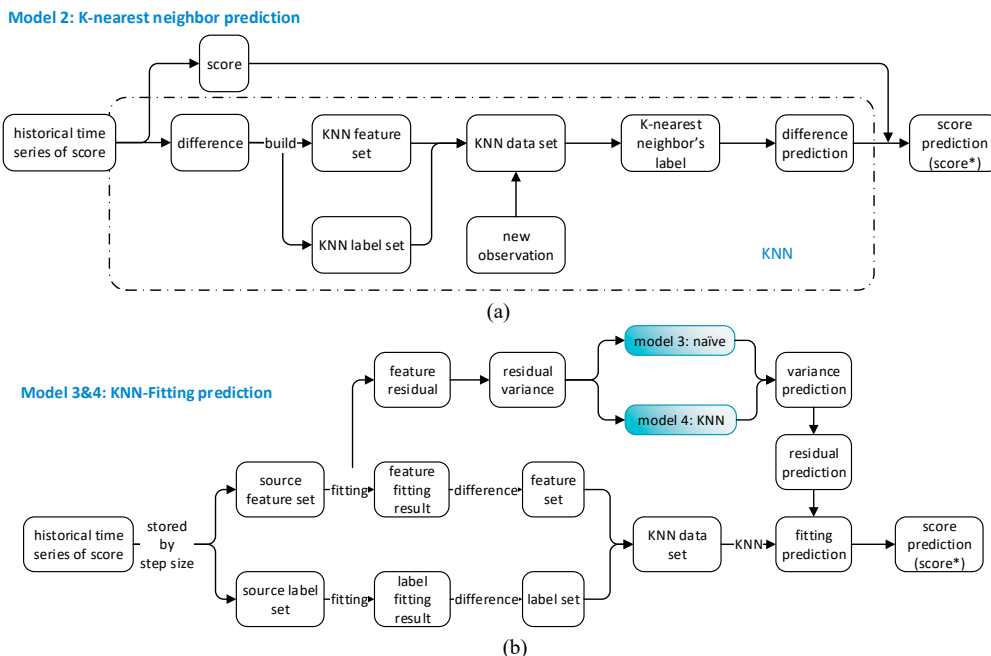 Model 2: K-nearest neighbor prediction
score
historical time
series of score
difference
build
KNN feature
set
KNN label set
KNN data set
new
observation
K-nearest
neighbor's
label
difference
prediction
score
prediction
(score*)
KNN
(a)
Model 3&4: KNN-Fitting prediction
feature
residual
residual
variance
model 3: naïve
model 4: KNN
variance
prediction
residual
prediction
historical time
series of score
stored
by
step size
source
feature set
fitting
feature
fitting
result
difference
feature
set
source label
set
fitting
label
fitting
result
difference
label set
KNN data
set
KNN
fitting
prediction
score
prediction
(score*)
(b)